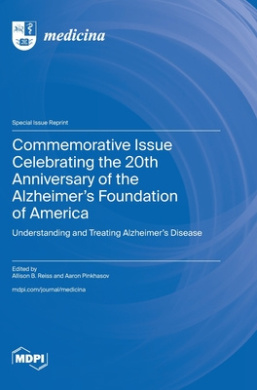 medicina
Special Issue Reprint
Commemorative Issue
Celebrating the 20th
Anniversary of the
Alzheimer's Foundation
of America
Understanding and Treating Alzheimer's Disease
Edited by
Allison B. Reiss and Aaron Pinkhasov
mdpi.com/journal/medicina
MDPI